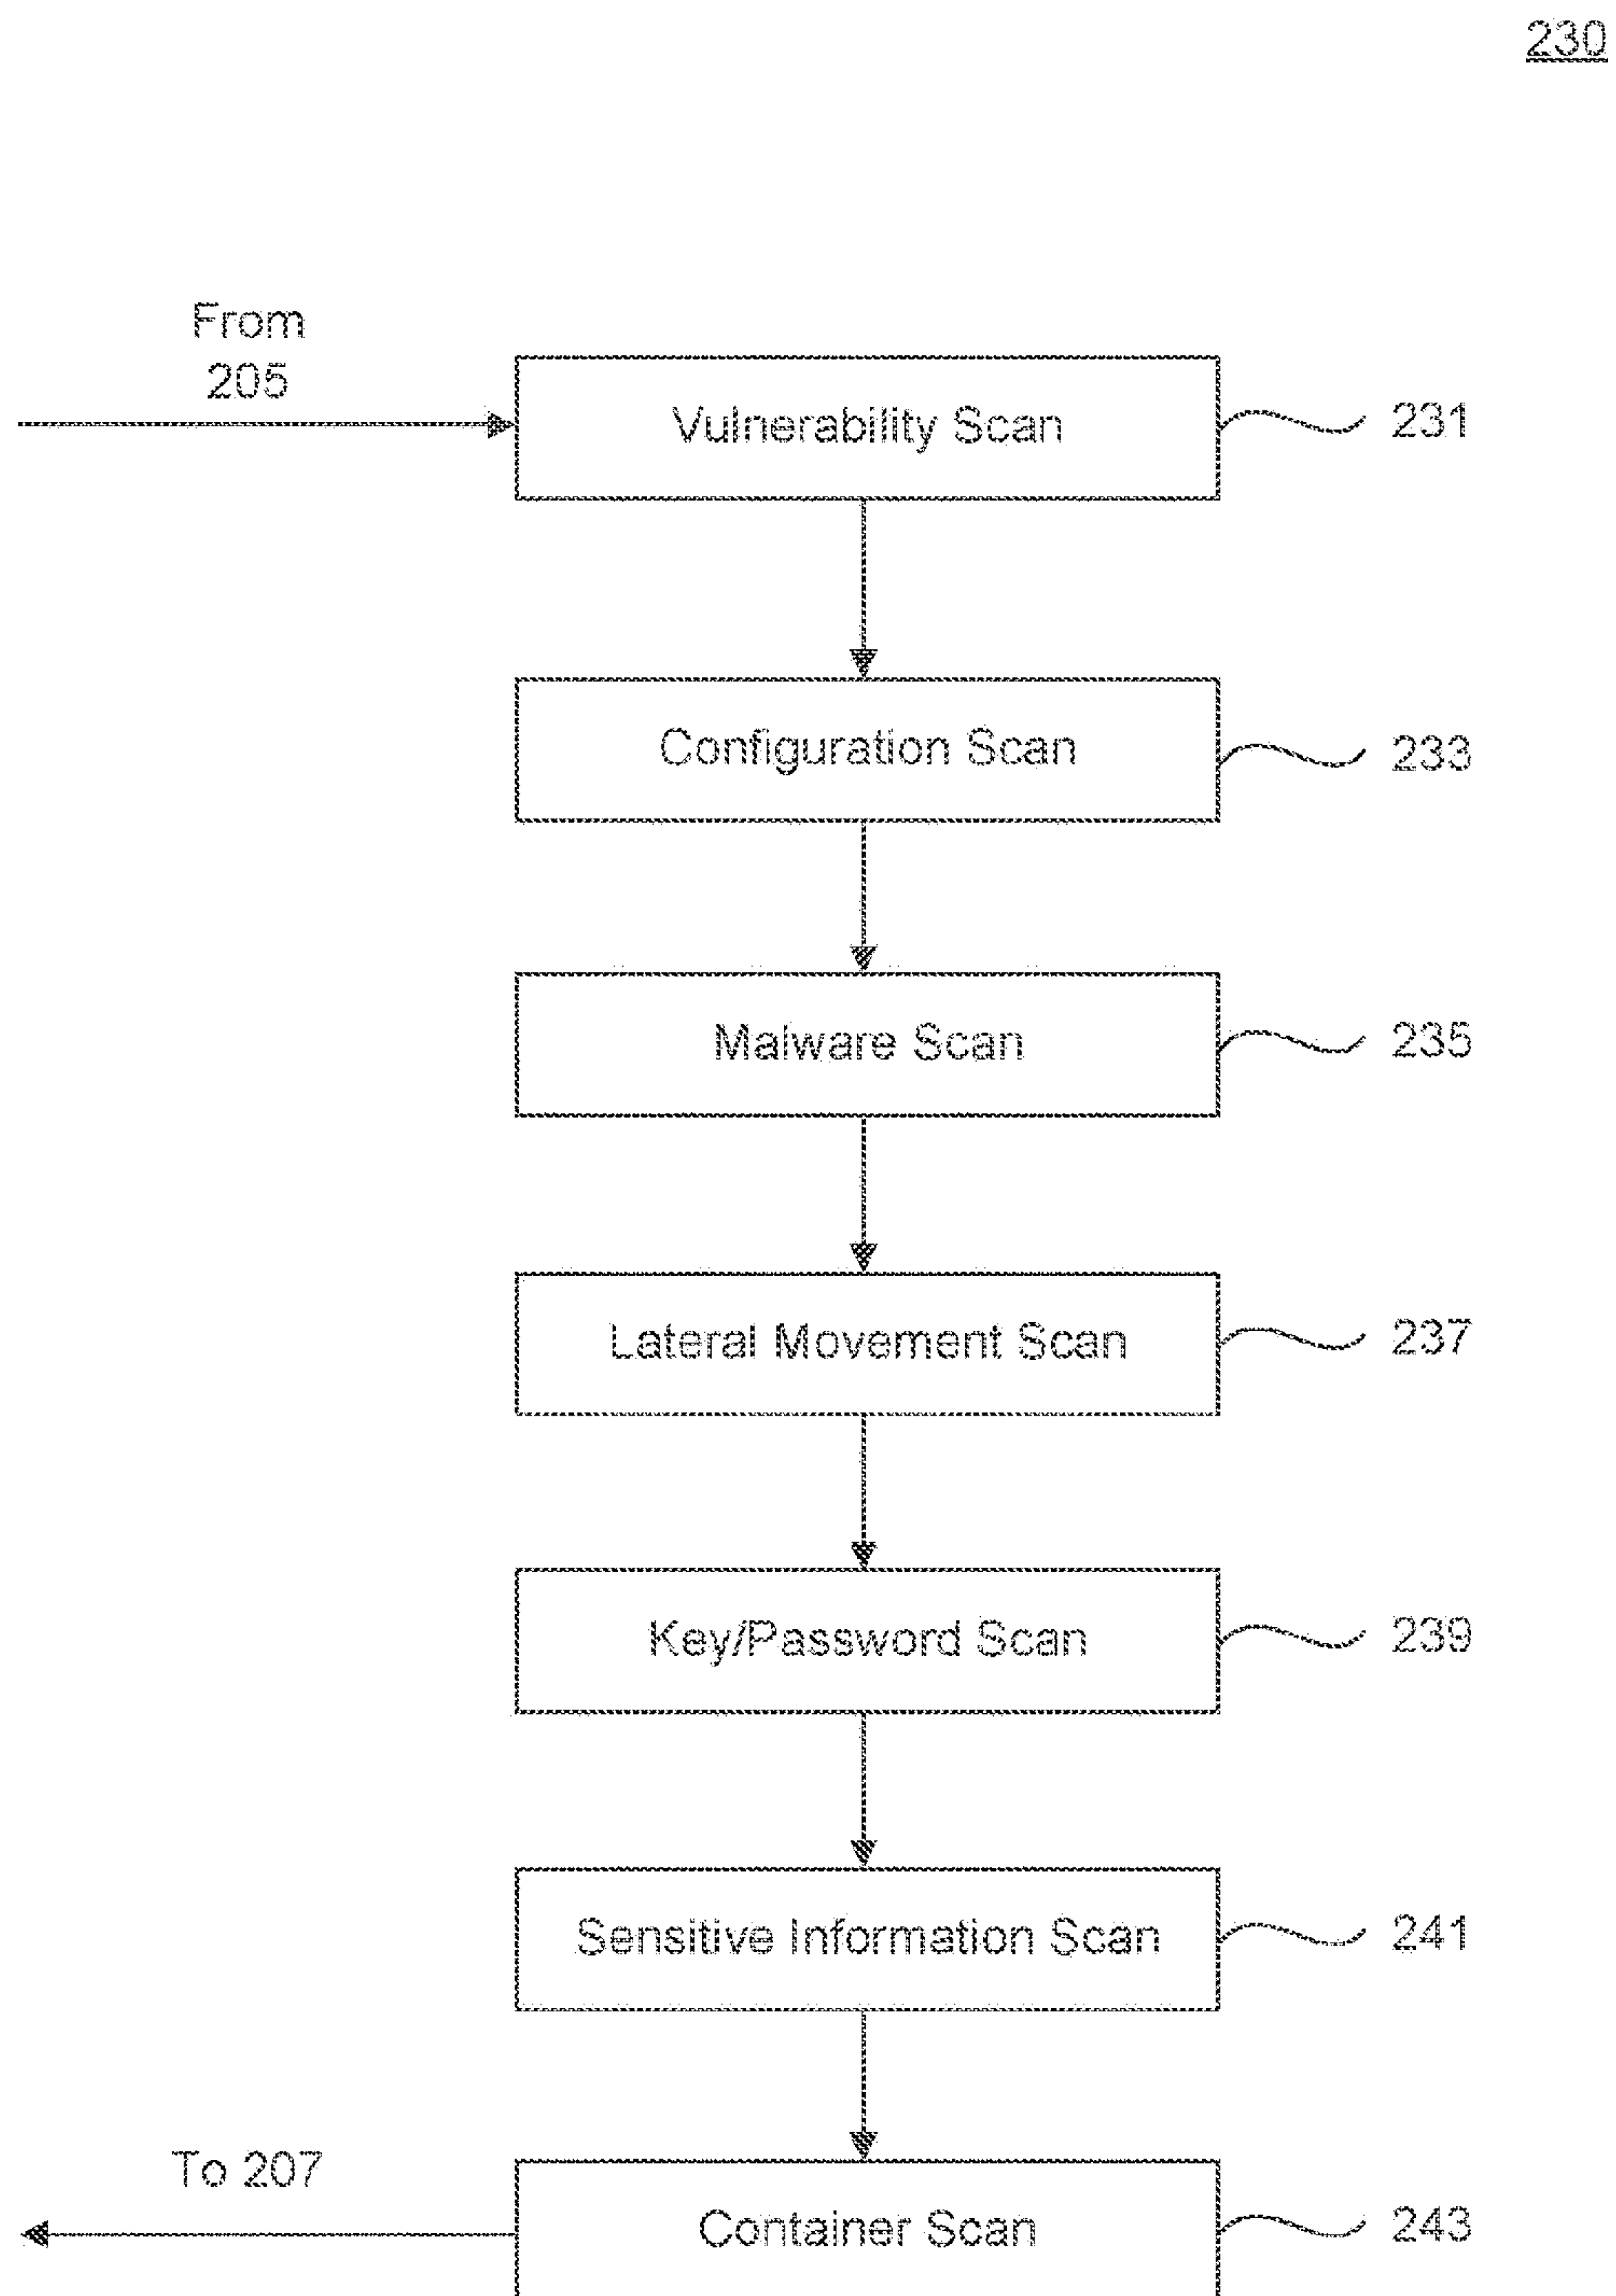 230
From
205
Vulnerability Scan
231
Configuration Scan
233
Malware Scan
235
Lateral Movement Scan
237
Key/Password Scan
239
Sensitive Information Scan
241
To 207
Container Scan
243